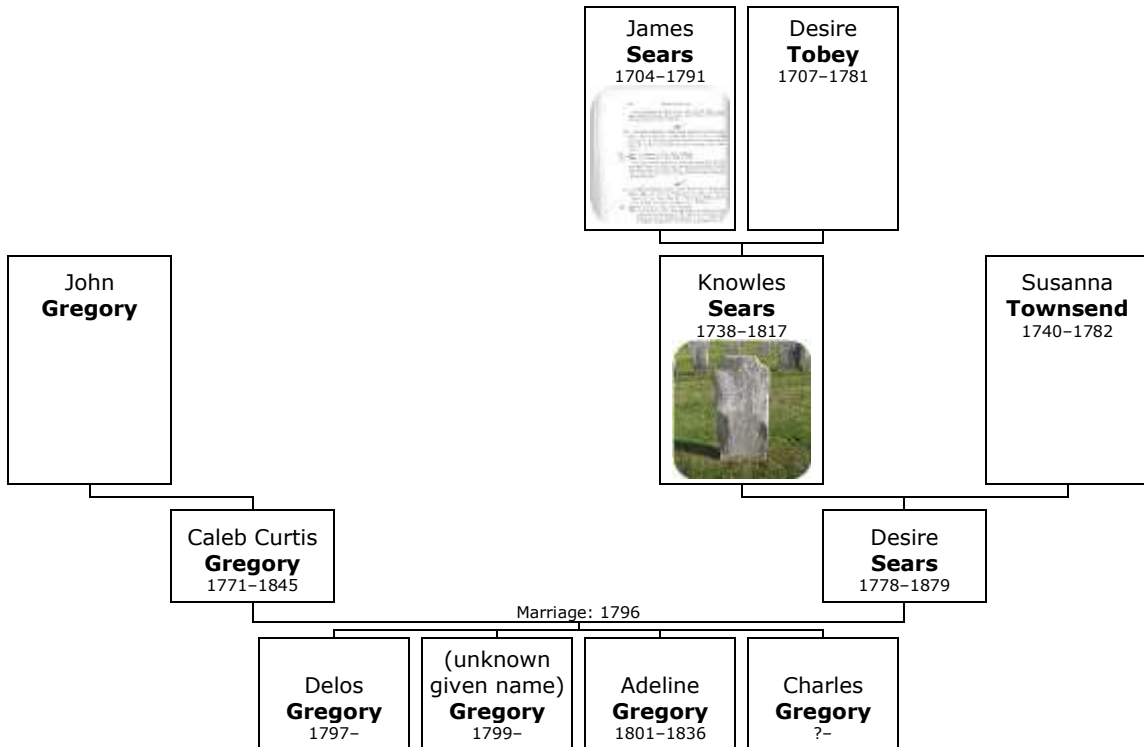 James
Sears
1704–1791
Desire
Tobey
1707–1781
John
Gregory
Knowles
Sears
1738–1817
Susanna
Townsend
1740–1782
Caleb Curtis
Gregory
1771–1845
Desire
Sears
1778–1879
Marriage: 1796
Delos
Gregory
1797–
(unknown
given name)
Gregory
1799–
Adeline
Gregory
1801–1836
Charles
Gregory
?–